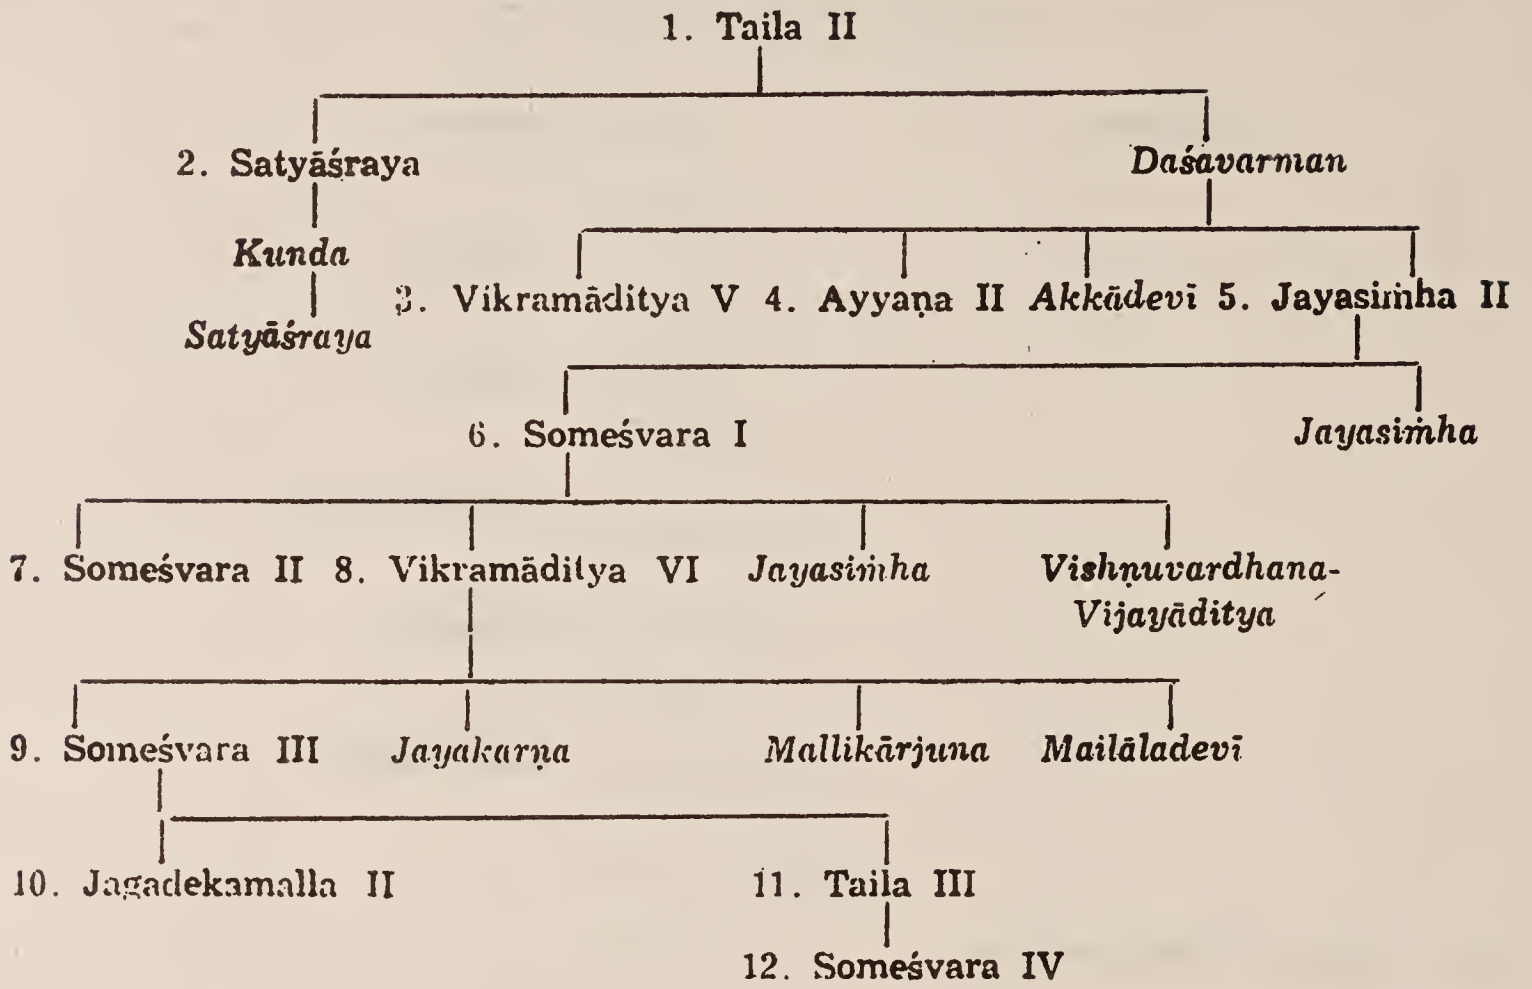 1. Taila II
2. Satyāśraya Daśavarman
Kunda
3. Vikramāditya V 4. Ayyaṇa II Akkādevī 5. Jayasiṁha II
Satyāśraya
6. Someśvara I Jayasiṁha
7. Someśvara II 8. Vikramāditya VI Jayasiṁha Vishṇuvardhana-
Vijayāditya
9. Someśvara III Jayakarṇa Mallikārjuna Mailāladevī
10. Jagadekamalla II 11. Taila III
12. Someśvara IV